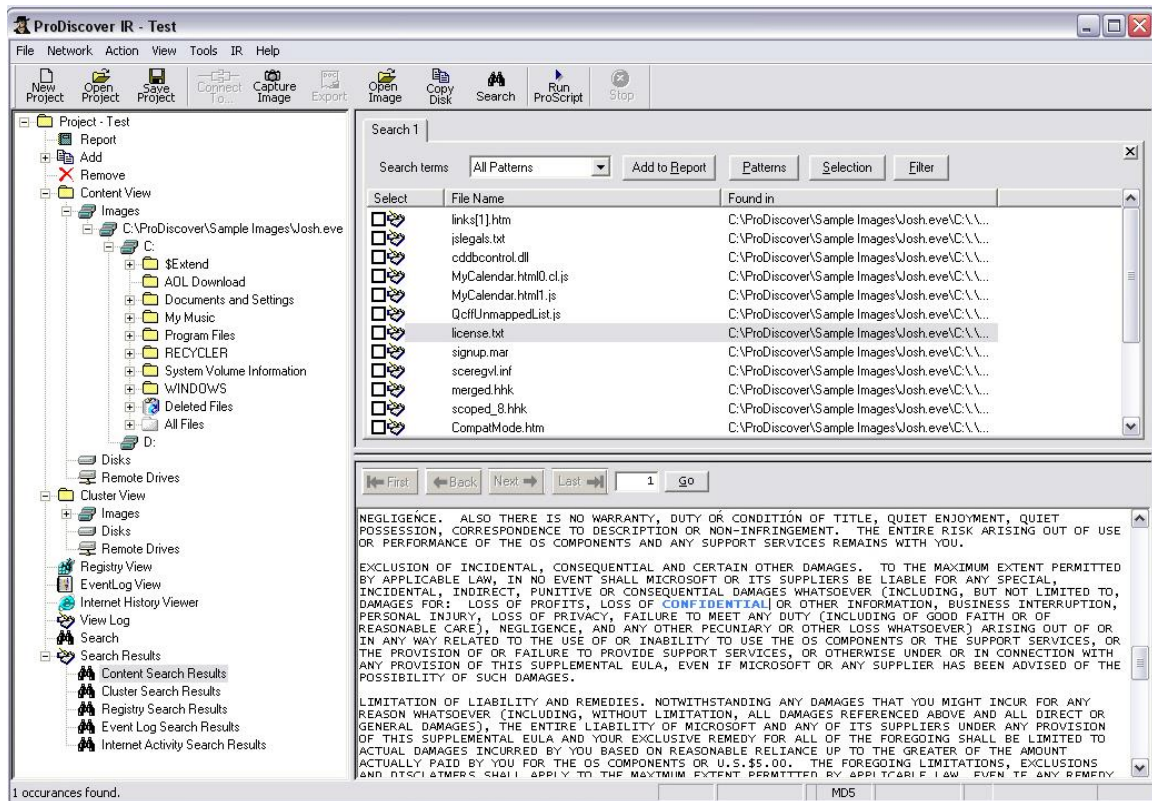 ProDiscover IR - Test
File Network Action View Tools IR Help
New Project
Open Project
Save Project
Connect To...
Capture Image
Export
Open Image
Copy Disk
Search
Run ProScript
Stop
Project - Test
Report
Add
Remove
Content View
Images
C:\ProDiscover\Sample Images\Josh.eve
C:
$Extend
AOL Download
Documents and Settings
My Music
Program Files
RECYCLER
System Volume Information
WINDOWS
Deleted Files
All Files
D:
Disks
Remote Drives
Cluster View
Images
Disks
Remote Drives
Registry View
EventLog View
Internet History Viewer
View Log
Search
Search Results
Content Search Results
Cluster Search Results
Registry Search Results
Event Log Search Results
Internet Activity Search Results
Search 1
Search terms All Patterns Add to Report Patterns Selection Filter
Select File Name Found in
links[1].htm C:\ProDiscover\Sample Images\Josh.eve\C:\.\...
jslegals.txt C:\ProDiscover\Sample Images\Josh.eve\C:\.\...
cddbcontrol.dll C:\ProDiscover\Sample Images\Josh.eve\C:\.\...
MyCalendar.html0.cl.js C:\ProDiscover\Sample Images\Josh.eve\C:\.\...
MyCalendar.html1.js C:\ProDiscover\Sample Images\Josh.eve\C:\.\...
QcffUnmappedList.js C:\ProDiscover\Sample Images\Josh.eve\C:\.\...
license.txt C:\ProDiscover\Sample Images\Josh.eve\C:\.\...
signup.mar C:\ProDiscover\Sample Images\Josh.eve\C:\.\...
sceregvl.inf C:\ProDiscover\Sample Images\Josh.eve\C:\.\...
merged.hhk C:\ProDiscover\Sample Images\Josh.eve\C:\.\...
scoped_8.hhk C:\ProDiscover\Sample Images\Josh.eve\C:\.\...
CompatMode.htm C:\ProDiscover\Sample Images\Josh.eve\C:\.\...
First Back Next Last 1 Go
NEGLIGENCE. ALSO THERE IS NO WARRANTY, DUTY OR CONDITION OF TITLE, QUIET ENJOYMENT, QUIET
POSSESSION, CORRESPONDENCE TO DESCRIPTION OR NON-INFRINGEMENT. THE ENTIRE RISK ARISING OUT OF USE
OR PERFORMANCE OF THE OS COMPONENTS AND ANY SUPPORT SERVICES REMAINS WITH YOU.
EXCLUSION OF INCIDENTAL, CONSEQUENTIAL AND CERTAIN OTHER DAMAGES. TO THE MAXIMUM EXTENT PERMITTED
BY APPLICABLE LAW, IN NO EVENT SHALL MICROSOFT OR ITS SUPPLIERS BE LIABLE FOR ANY SPECIAL,
INCIDENTAL, INDIRECT, PUNITIVE OR CONSEQUENTIAL DAMAGES WHATSOEVER (INCLUDING, BUT NOT LIMITED TO,
DAMAGES FOR: LOSS OF PROFITS, LOSS OF CONFIDENTIAL OR OTHER INFORMATION, BUSINESS INTERRUPTION,
PERSONAL INJURY, LOSS OF PRIVACY, FAILURE TO MEET ANY DUTY (INCLUDING OF GOOD FAITH OR OF
REASONABLE CARE), NEGLIGENCE, AND ANY OTHER PECUNIARY OR OTHER LOSS WHATSOEVER) ARISING OUT OF OR
IN ANY WAY RELATED TO THE USE OF OR INABILITY TO USE THE OS COMPONENTS OR THE SUPPORT SERVICES, OR
THE PROVISION OF OR FAILURE TO PROVIDE SUPPORT SERVICES, OR OTHERWISE UNDER OR IN CONNECTION WITH
ANY PROVISION OF THIS SUPPLEMENTAL EULA, EVEN IF MICROSOFT OR ANY SUPPLIER HAS BEEN ADVISED OF THE
POSSIBILITY OF SUCH DAMAGES.
LIMITATION OF LIABILITY AND REMEDIES. NOTWITHSTANDING ANY DAMAGES THAT YOU MIGHT INCUR FOR ANY
REASON WHATSOEVER (INCLUDING, WITHOUT LIMITATION, ALL DAMAGES REFERENCED ABOVE AND ALL DIRECT OR
GENERAL DAMAGES), THE ENTIRE LIABILITY OF MICROSOFT AND ANY OF ITS SUPPLIERS UNDER ANY PROVISION
OF THIS SUPPLEMENTAL EULA AND YOUR EXCLUSIVE REMEDY FOR ALL OF THE FOREGOING SHALL BE LIMITED TO
ACTUAL DAMAGES INCURRED BY YOU BASED ON REASONABLE RELIANCE UP TO THE GREATER OF THE AMOUNT
ACTUALLY PAID BY YOU FOR THE OS COMPONENTS OR U.S.$5.00. THE FOREGOING LIMITATIONS, EXCLUSIONS
AND DISCLAIMERS SHALL APPLY TO THE MAXIMUM EXTENT PERMITTED BY APPLICABLE LAW, EVEN IF ANY REMEDY
1 occurances found.
MD5